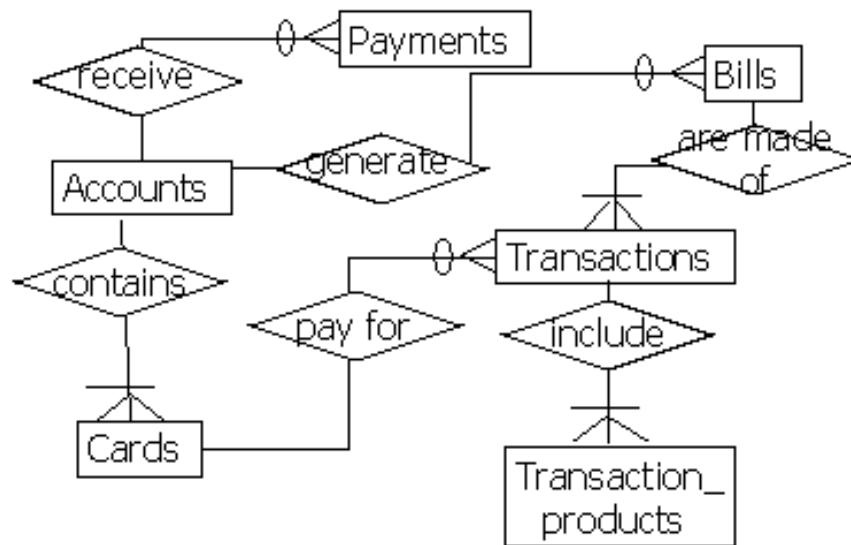 Payments
receive
Bills
generate
are made
of
Accounts
Transactions
contains
pay for
include
Cards
Transaction_
products